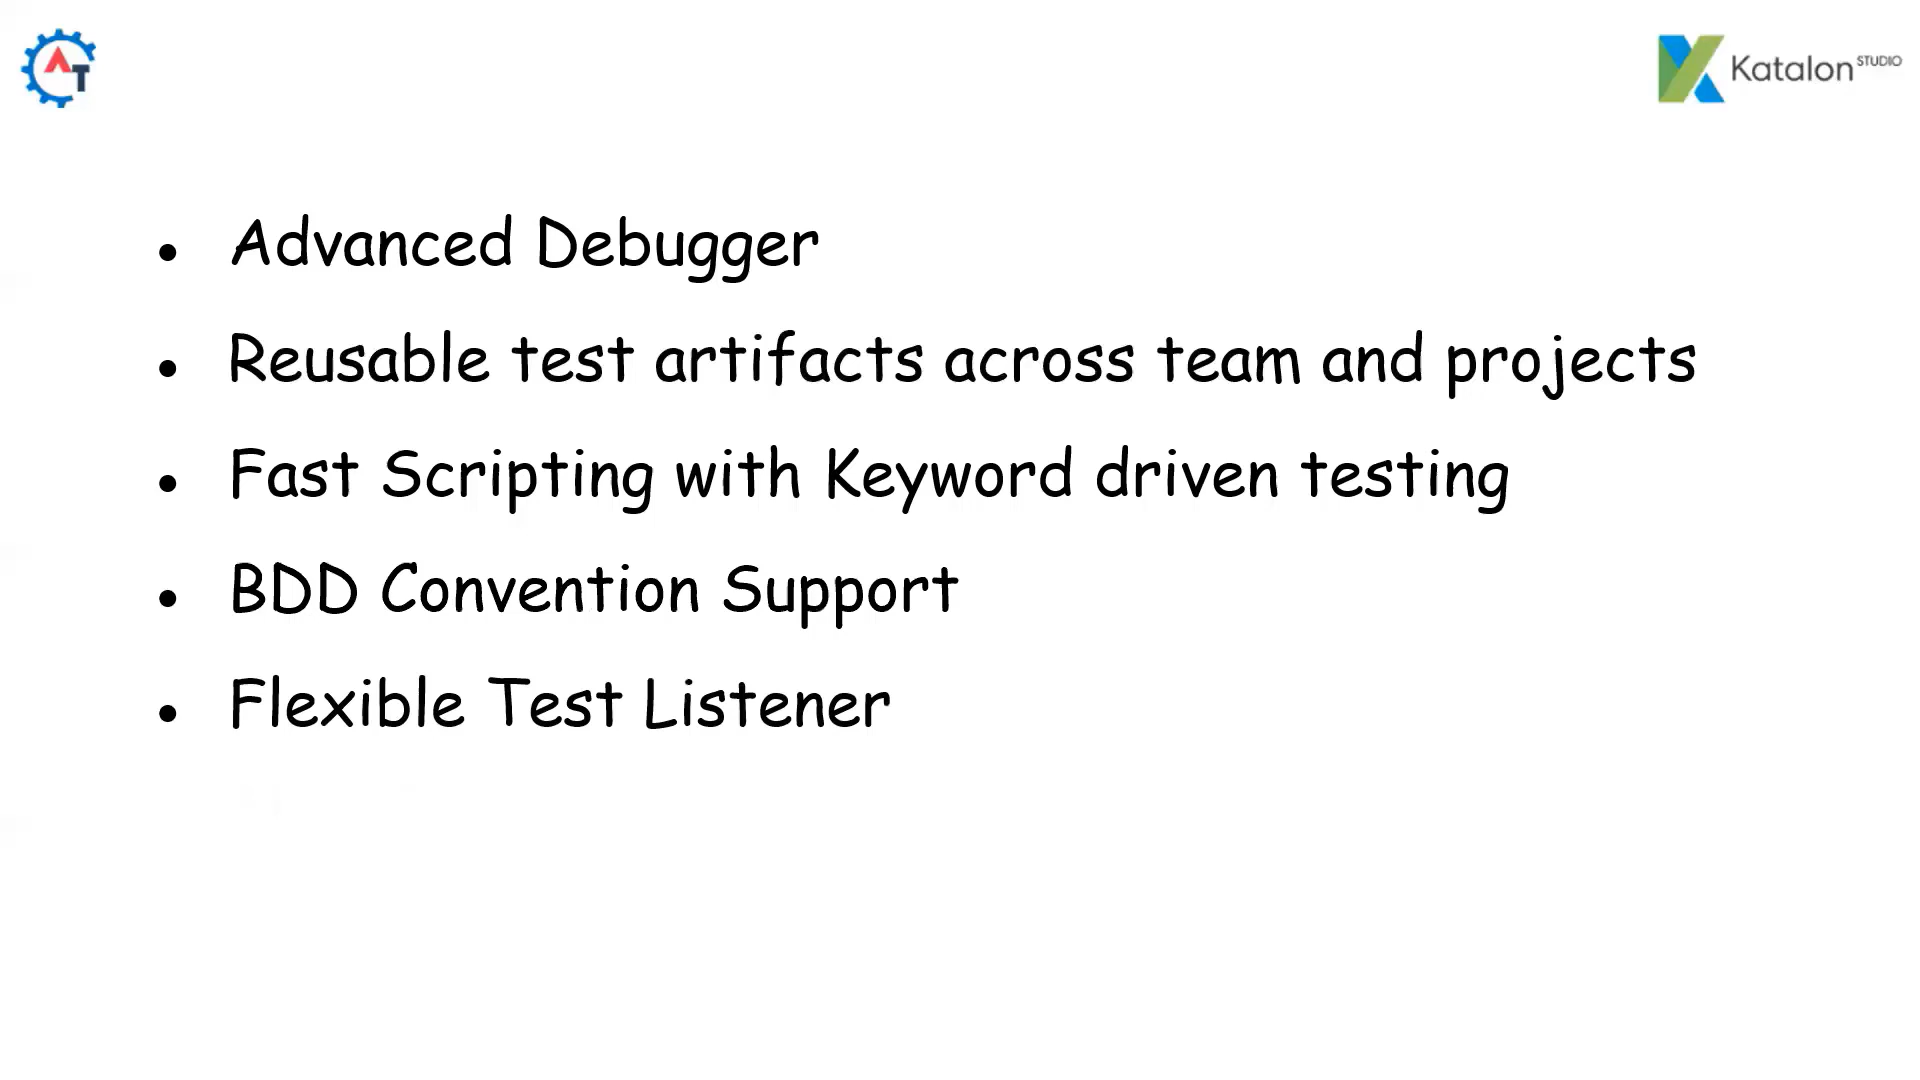 AT
Katalon STUDIO
• Advanced Debugger
• Reusable test artifacts across team and projects
• Fast Scripting with Keyword driven testing
• BDD Convention Support
• Flexible Test Listener